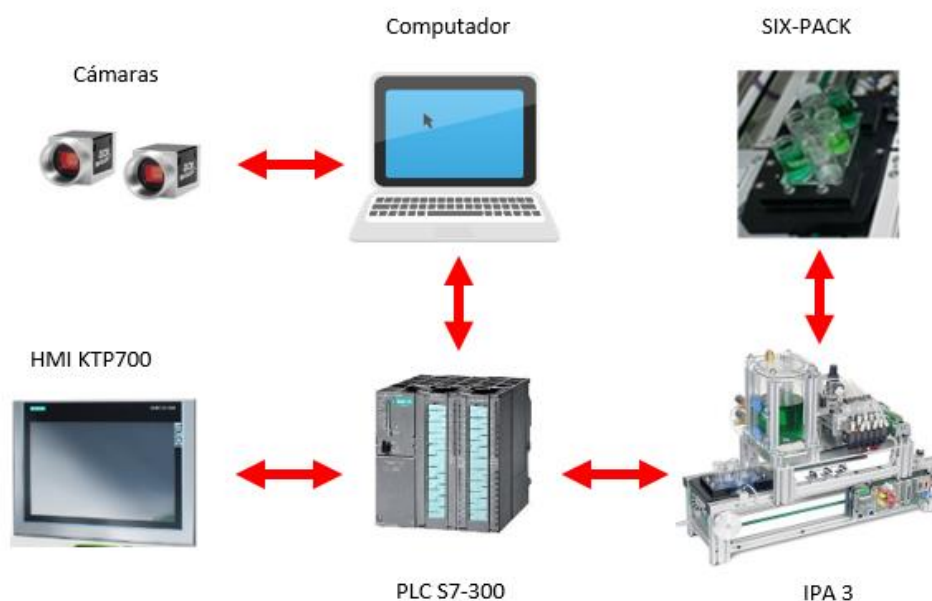 Computador
SIX-PACK
Cámaras
HMI KTP700
PLC S7-300
IPA 3